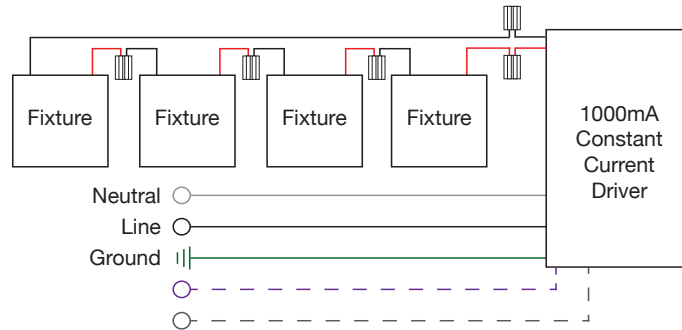 Fixture
Fixture
Fixture
Fixture
1000mA
Constant
Current
Driver
Neutral
Line
Ground